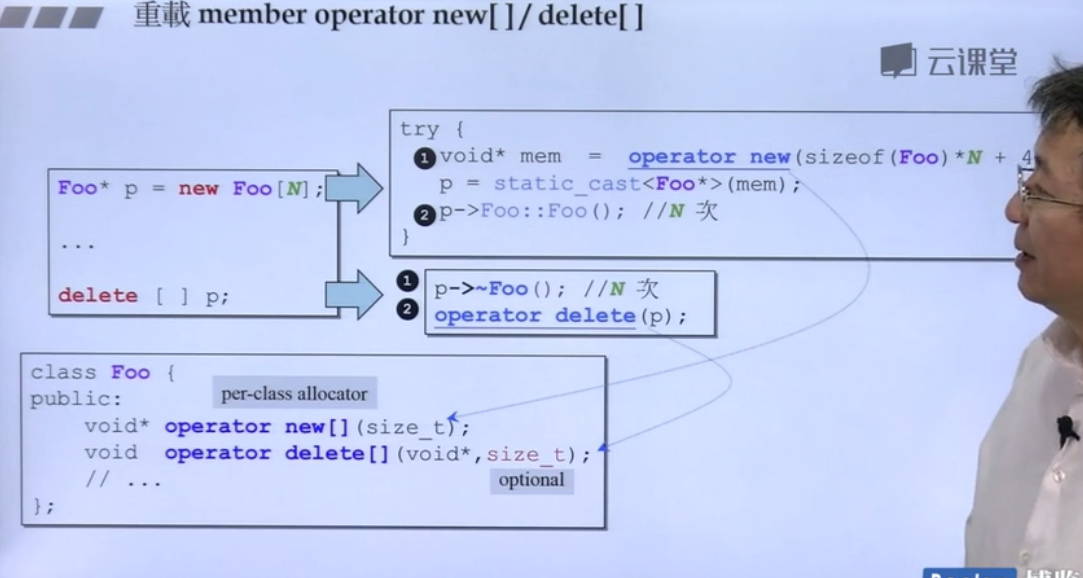 重載 member operator new[]/ delete[]
云课堂
Foo* p = new Foo[N];
...
delete [ ] p;
try {
❶void* mem = operator new(sizeof(Foo)*N + 4
p = static_cast<Foo*>(mem);
❷p->Foo::Foo(); //N 次
}
❶ p->~Foo(); //N 次
❷ operator delete(p);
class Foo {
public:
per-class allocator
void* operator new[](size_t);
void operator delete[](void*,size_t);
optional
// ...
};